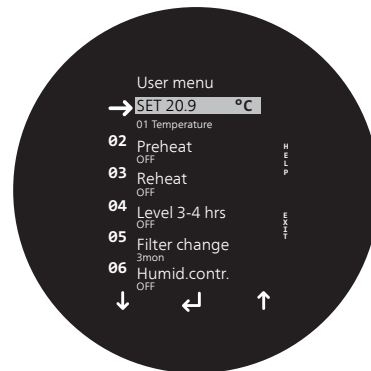 User menu
SET 20.9 °C
01 Temperature
02 Preheat
OFF
03 Reheat
OFF
04 Level 3-4 hrs
OFF
05 Filter change
3mon
06 Humid.contr.
OFF
HELP
EXIT